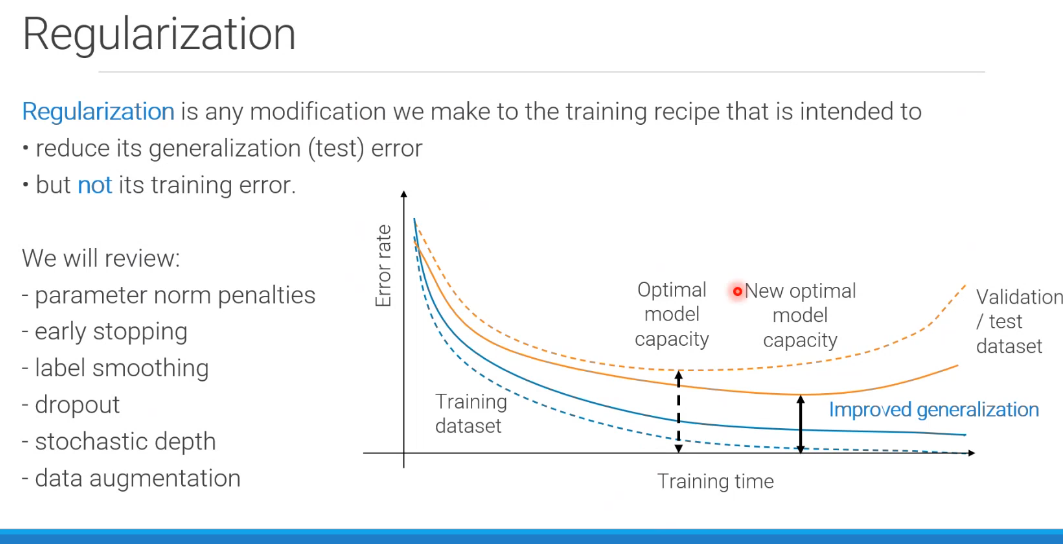 Regularization
Regularization is any modification we make to the training recipe that is intended to
• reduce its generalization (test) error
• but not its training error.
We will review:
- parameter norm penalties
- early stopping
- label smoothing
- dropout
- stochastic depth
- data augmentation
Error rate
Optimal
model
capacity
New optimal
model
capacity
Validation
/ test
dataset
Training
dataset
Improved generalization
Training time